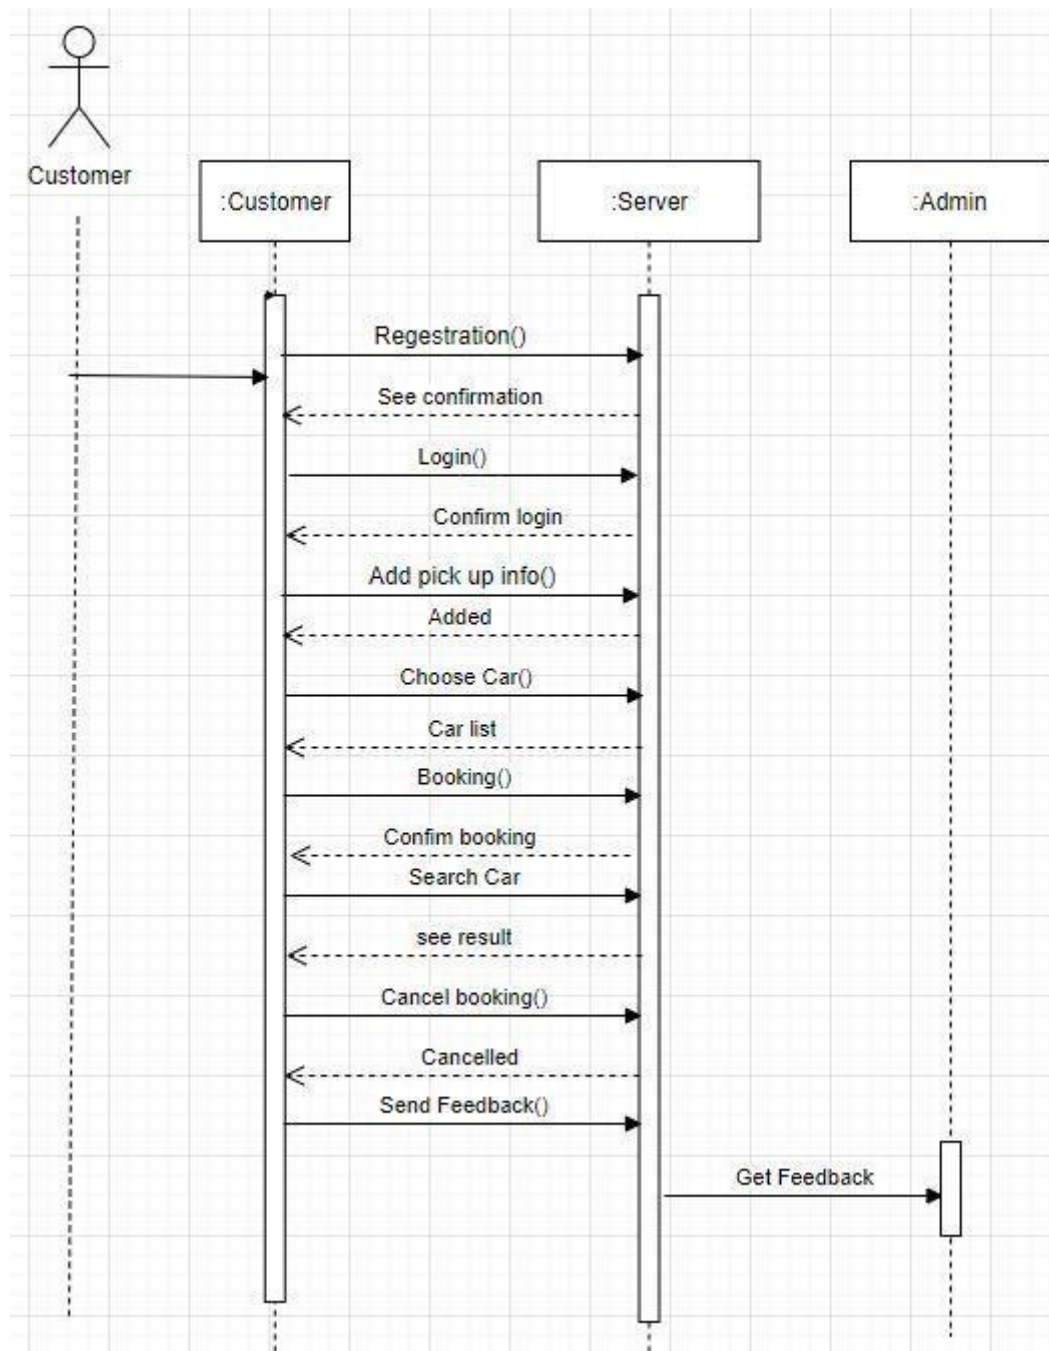 Customer
:Customer
:Server
:Admin
Regestration()
See confirmation
Login()
Confirm login
Add pick up info()
Added
Choose Car()
Car list
Booking()
Confim booking
Search Car
see result
Cancel booking()
Cancelled
Send Feedback()
Get Feedback